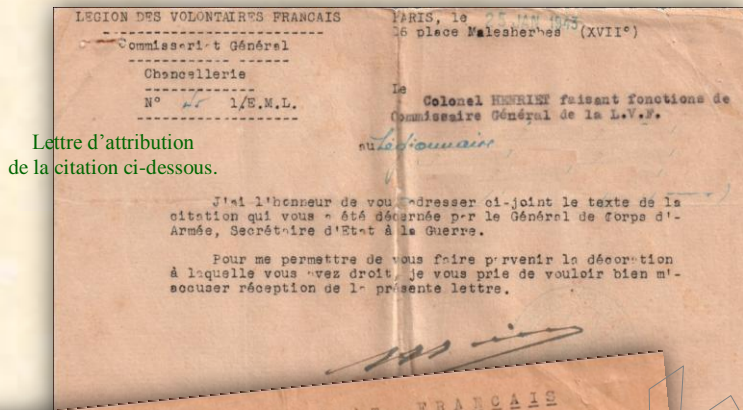 LEGION DES VOLONTAIRES FRANCAIS
PARIS, le 25 JAN 1943
16 place Malesherbes (XVII°)
Commissariat Général
Chancellerie
N° 1/E.M.L.
Le
Colonel HENRIET faisant fonctions de
Commissaire Général de la L.V.F.
au Légionnaire
Lettre d'attribution
de la citation ci-dessous.
J'ai l'honneur de vous adresser ci-joint le texte de la
citation qui vous a été décernée par le Général de Corps d'-
Armée, Secrétaire d'Etat à la Guerre.
Pour me permettre de vous faire parvenir la décoration
à laquelle vous avez droit, je vous prie de vouloir bien m'-
accuser réception de la présente lettre.
FRANCAIS